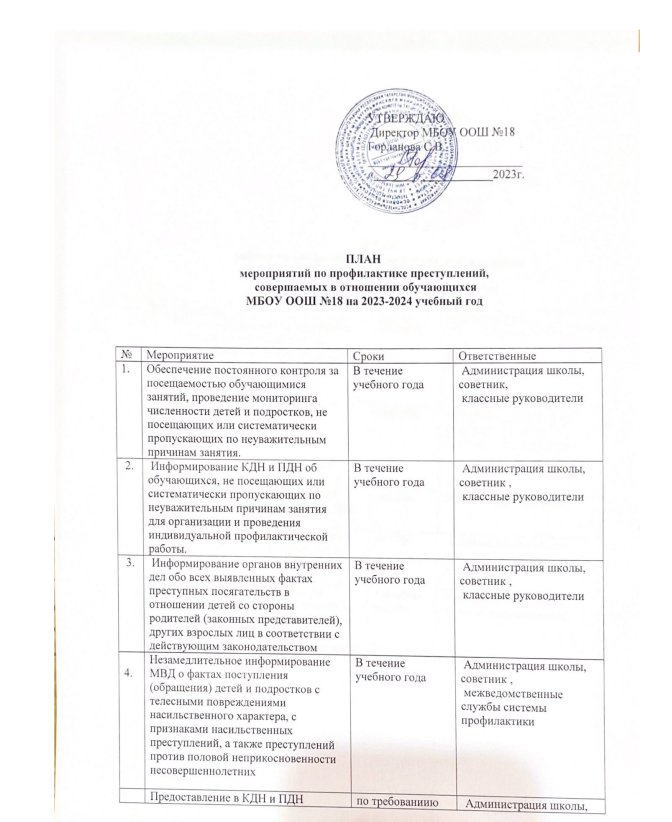 УТВЕРЖДАЮ
Директор МБОУ ООШ №18
Горланова С.В.
2023г.
ПЛАН
мероприятий по профилактике преступлений,
совершаемых в отношении обучающихся
МБОУ ООШ №18 на 2023-2024 учебный год
№ Мероприятие Сроки Ответственные
1. Обеспечение постоянного контроля за В течение Администрация школы,
посещаемостью обучающимися учебного года советник,
занятий, проведение мониторинга классные руководители
численности детей и подростков, не
посещающих или систематически
пропускающих по неуважительным
причинам занятия.
2. Информирование КДН и ПДН об В течение Администрация школы,
обучающихся, не посещающих или учебного года советник ,
систематически пропускающих по классные руководители
неуважительным причинам занятия
для организации и проведения
индивидуальной профилактической
работы.
3. Информирование органов внутренних В течение Администрация школы,
дел обо всех выявленных фактах учебного года советник ,
преступных посягательств в классные руководители
отношении детей со стороны
родителей (законных представителей),
других взрослых лиц в соответствии с
действующим законодательством
Незамедлительное информирование В течение Администрация школы,
4. МВД о фактах поступления учебного года советник ,
(обращения) детей и подростков с межведомственные
телесными повреждениями службы системы
насильственного характера, с профилактики
признаками насильственных
преступлений, а также преступлений
против половой неприкосновенности
несовершеннолетних
Предоставление в КДН и ПДН по требованиию Администрация школы,